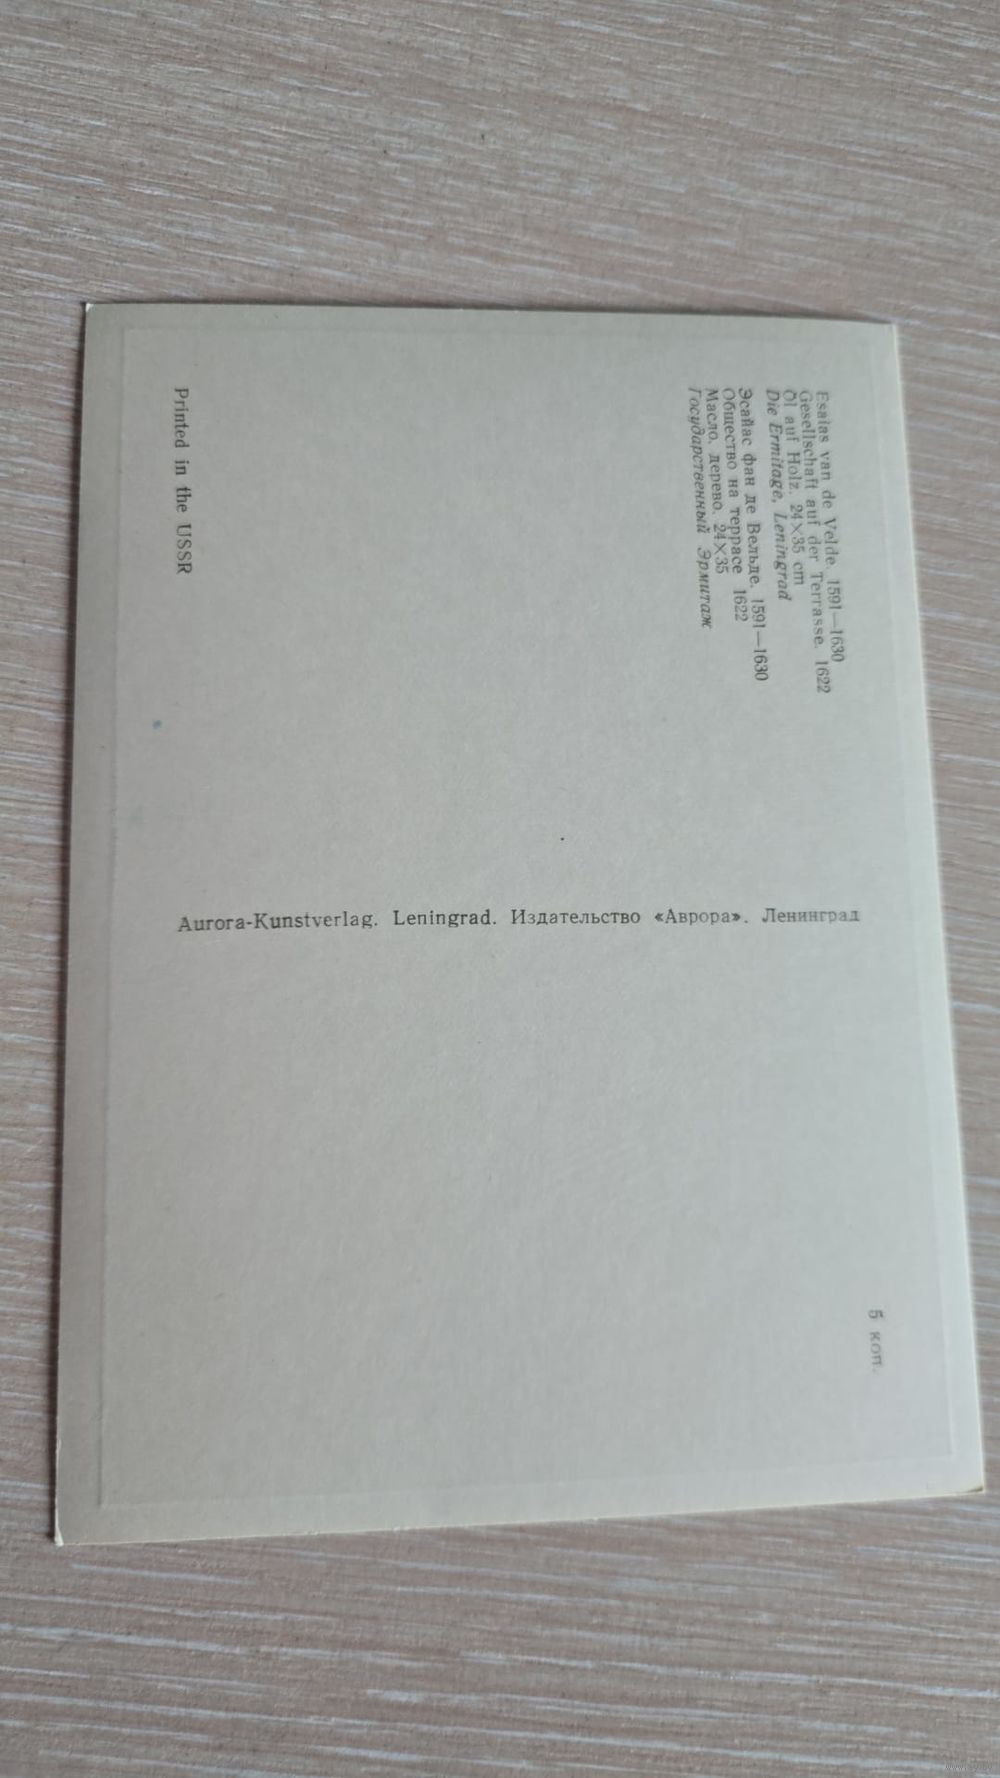 Esaias van de Velde. 1591—1630
Gesellschaft auf der Terrasse. 1622
Öl auf Holz. 24×35 cm
Die Ermitage, Leningrad
Эсайас фан де Вельде. 1591—1630
Общество на террасе 1622
Масло, дерево. 24×35
Государственный Эрмитаж
Printed in the USSR
Aurora-Kunstverlag. Leningrad. Издательство «Аврора». Ленинград
5 коп.